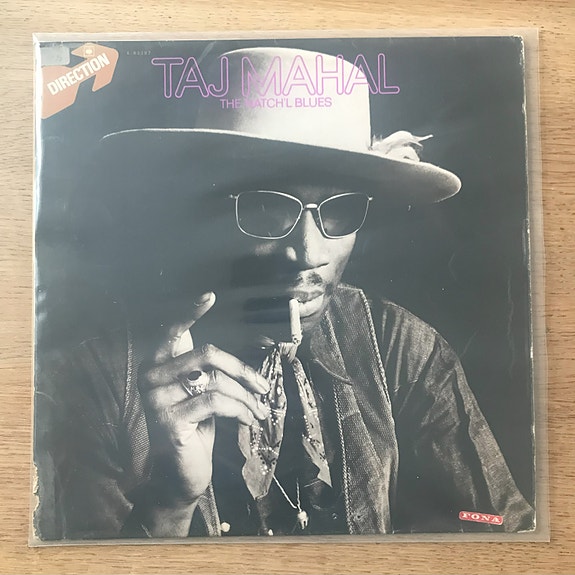 DIRECTION
TAJ MAHAL
THE NATCH'L BLUES
FONA